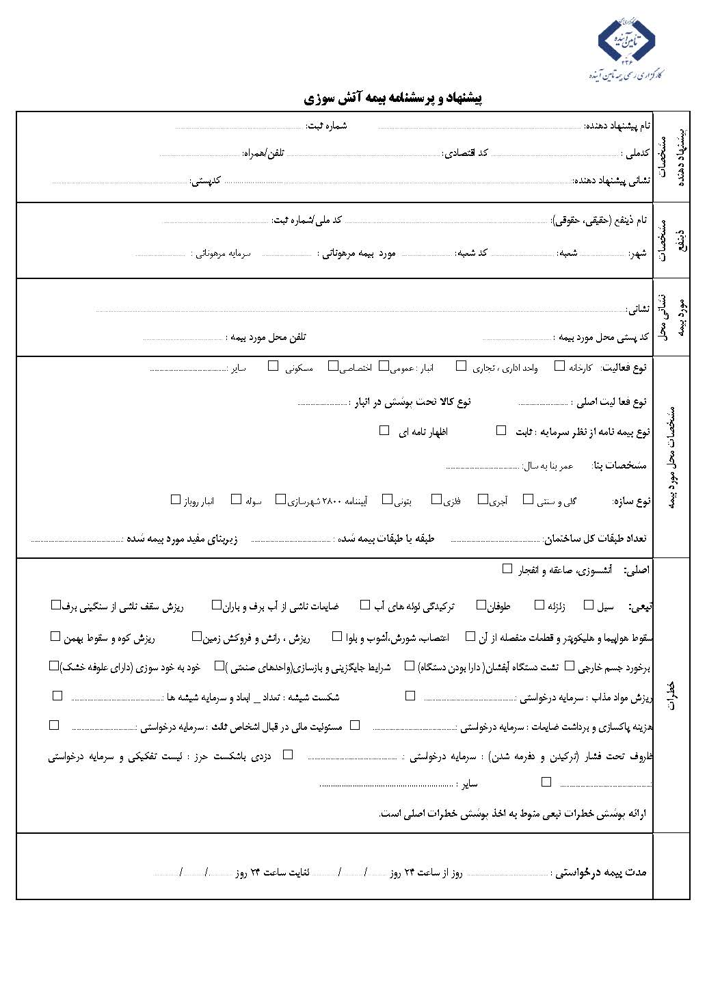 کارگزاری رسمی
تأمین آینده
۲۳۶
کارگزاری رسمی بیمه تامین آینده
پیشنهاد و پرسشنامه بیمه آتش سوزی
مشخصات پیشنهاد دهنده
نام پیشنهاد دهنده: شماره ثبت:
کدملی : کد اقتصادی: تلفن/همراه:
نشانی پیشنهاد دهنده: کدپستی:
مشخصات ذینفع
نام ذینفع (حقیقی، حقوقی): کد ملی/شماره ثبت:
شهر: شعبه: کد شعبه: مورد بیمه مرهوناتی : سرمایه مرهوناتی :
نشانی محل مورد بیمه
نشانی:
کد پستی محل مورد بیمه : تلفن محل مورد بیمه :
مشخصات محل مورد بیمه
نوع فعالیت: کارخانه □ واحد اداری ، تجاری □ انبار : عمومی□ اختصاصی□ مسکونی □ سایر :
نوع فعا لیت اصلی : نوع کالا تحت پوشش در انبار :
نوع بیمه نامه از نظر سرمایه : ثابت □ اظهار نامه ای □
مشخصات بنا: عمر بنا به سال:
نوع سازه: گلی و سنتی □ آجری □ فلزی □ بتونی □ آییننامه ۲۸۰۰ شهرسازی □ سوله □ انبار روباز □
تعداد طبقات کل ساختمان: طبقه یا طبقات بیمه شده : زیربنای مفید مورد بیمه شده :
خطرات
اصلی: آتشسوزی، صاعقه و انفجار □
تبعی: سیل □ زلزله □ طوفان□ ترکیدگی لوله های آب □ ضایعات ناشی از آب برف و باران□ ریزش سقف ناشی از سنگینی برف□
سقوط هواپیما و هلیکوپتر و قطعات منفصله از آن □ اعتصاب، شورش،آشوب و بلوا □ ریزش ، رانش و فروکش زمین□ ریزش کوه و سقوط بهمن □
برخورد جسم خارجی □ نشت دستگاه آبفشان( دارا بودن دستگاه) □ شرایط جایگزینی و بازسازی(واحدهای صنعتی )□ خود به خود سوزی (دارای علوفه خشک)□
ریزش مواد مذاب : سرمایه درخواستی : □ شکست شیشه : تعداد _ ابعاد و سرمایه شیشه ها : □
هزینه پاکسازی و برداشت ضایعات : سرمایه درخواستی : □ مسئولیت مالی در قبال اشخاص ثالث : سرمایه درخواستی : □
ظروف تحت فشار (ترکیدن و دفرمه شدن) : سرمایه درخواستی : □ دزدی باشکست حرز : لیست تفکیکی و سرمایه درخواستی
: □ سایر :
ارائه پوشش خطرات تبعی منوط به اخذ پوشش خطرات اصلی است.
مدت بیمه درخواستی : روز از ساعت ۲۴ روز / / لغایت ساعت ۲۴ روز / /